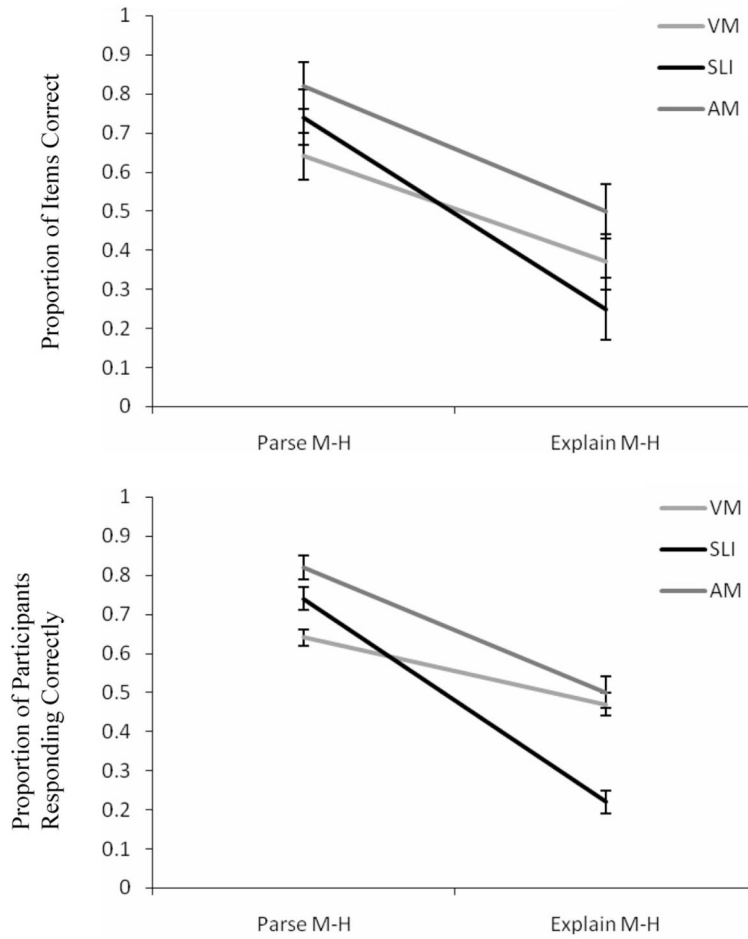 1
0.9
0.8
0.7
0.6
0.5
0.4
0.3
0.2
0.1
0
Proportion of Items Correct
VM
SLI
AM
Parse M-H
Explain M-H
1
0.9
0.8
0.7
0.6
0.5
0.4
0.3
0.2
0.1
0
Proportion of Participants
Responding Correctly
VM
SLI
AM
Parse M-H
Explain M-H